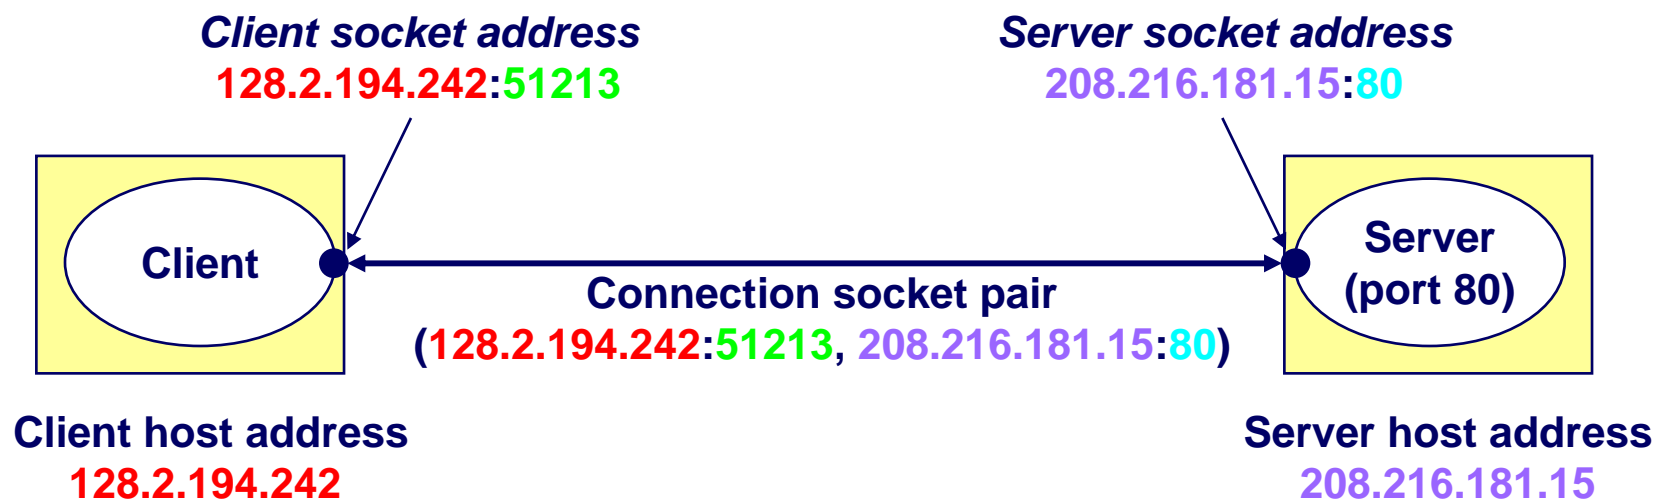 Client socket address
128.2.194.242:51213
Server socket address
208.216.181.15:80
Client
Server
(port 80)
Connection socket pair
(128.2.194.242:51213, 208.216.181.15:80)
Client host address
128.2.194.242
Server host address
208.216.181.15